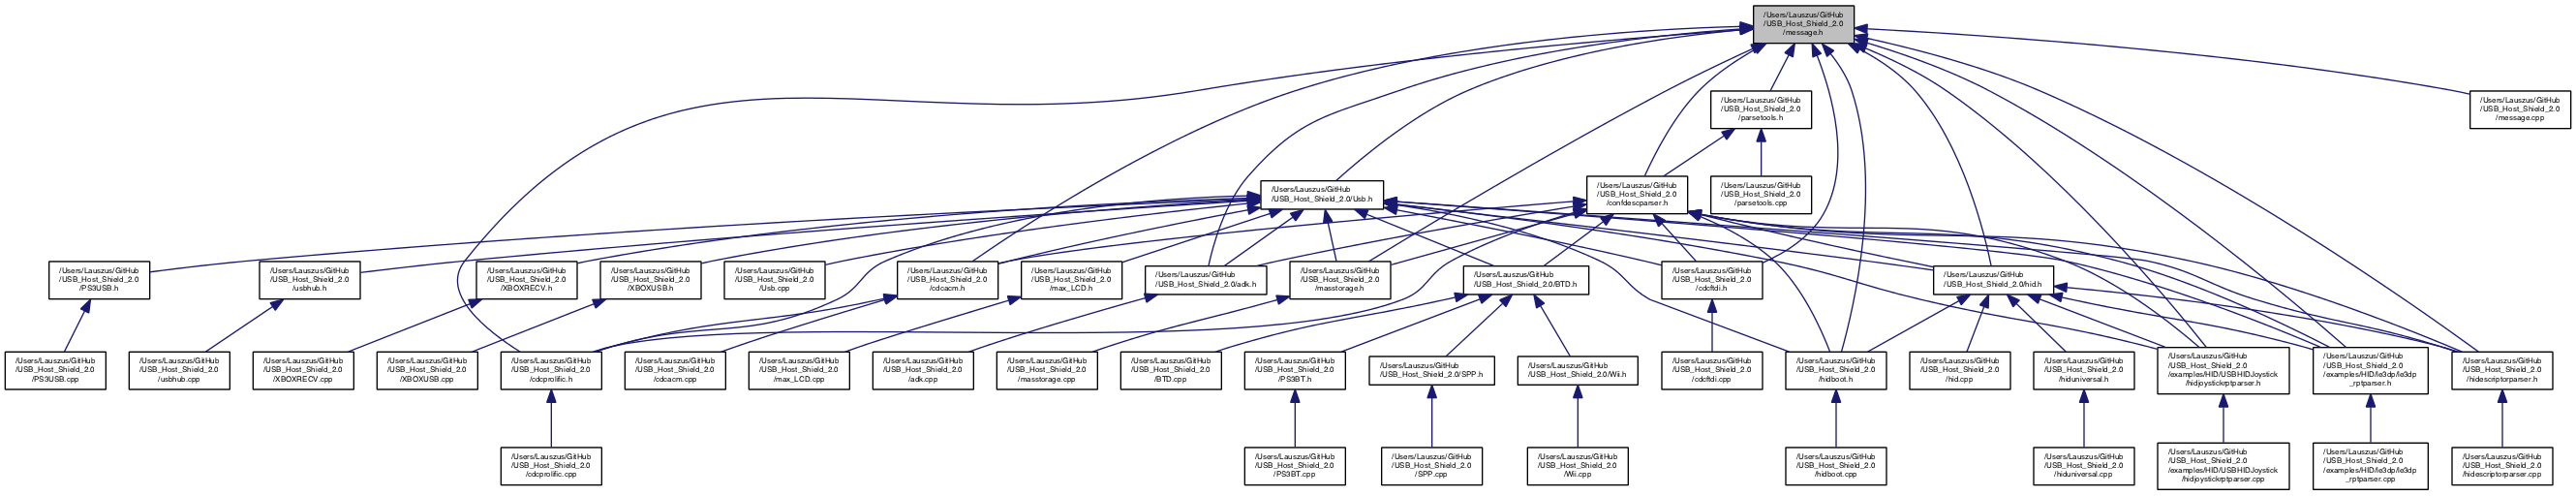 /Users/Lauszus/GitHub
/USB_Host_Shield_2.0
/message.h
/Users/Lauszus/GitHub
/USB_Host_Shield_2.0
/parsetools.h
/Users/Lauszus/GitHub
/USB_Host_Shield_2.0
/message.cpp
/Users/Lauszus/GitHub
/USB_Host_Shield_2.0/Usb.h
/Users/Lauszus/GitHub
/USB_Host_Shield_2.0
/confdescparser.h
/Users/Lauszus/GitHub
/USB_Host_Shield_2.0
/parsetools.cpp
/Users/Lauszus/GitHub
/USB_Host_Shield_2.0
/PS3USB.h
/Users/Lauszus/GitHub
/USB_Host_Shield_2.0
/usbhub.h
/Users/Lauszus/GitHub
/USB_Host_Shield_2.0
/XBOXRECV.h
/Users/Lauszus/GitHub
/USB_Host_Shield_2.0
/XBOXUSB.h
/Users/Lauszus/GitHub
/USB_Host_Shield_2.0
/Usb.cpp
/Users/Lauszus/GitHub
/USB_Host_Shield_2.0
/cdcacm.h
/Users/Lauszus/GitHub
/USB_Host_Shield_2.0
/max_LCD.h
/Users/Lauszus/GitHub
/USB_Host_Shield_2.0/adk.h
/Users/Lauszus/GitHub
/USB_Host_Shield_2.0
/masstorage.h
/Users/Lauszus/GitHub
/USB_Host_Shield_2.0/BTD.h
/Users/Lauszus/GitHub
/USB_Host_Shield_2.0
/cdcftdi.h
/Users/Lauszus/GitHub
/USB_Host_Shield_2.0/hid.h
/Users/Lauszus/GitHub
/USB_Host_Shield_2.0
/PS3USB.cpp
/Users/Lauszus/GitHub
/USB_Host_Shield_2.0
/usbhub.cpp
/Users/Lauszus/GitHub
/USB_Host_Shield_2.0
/XBOXRECV.cpp
/Users/Lauszus/GitHub
/USB_Host_Shield_2.0
/XBOXUSB.cpp
/Users/Lauszus/GitHub
/USB_Host_Shield_2.0
/cdcprolific.h
/Users/Lauszus/GitHub
/USB_Host_Shield_2.0
/cdcacm.cpp
/Users/Lauszus/GitHub
/USB_Host_Shield_2.0
/max_LCD.cpp
/Users/Lauszus/GitHub
/USB_Host_Shield_2.0
/adk.cpp
/Users/Lauszus/GitHub
/USB_Host_Shield_2.0
/masstorage.cpp
/Users/Lauszus/GitHub
/USB_Host_Shield_2.0
/BTD.cpp
/Users/Lauszus/GitHub
/USB_Host_Shield_2.0
/PS3BT.h
/Users/Lauszus/GitHub
/USB_Host_Shield_2.0/SPP.h
/Users/Lauszus/GitHub
/USB_Host_Shield_2.0/Wii.h
/Users/Lauszus/GitHub
/USB_Host_Shield_2.0
/cdcftdi.cpp
/Users/Lauszus/GitHub
/USB_Host_Shield_2.0
/hidboot.h
/Users/Lauszus/GitHub
/USB_Host_Shield_2.0
/hid.cpp
/Users/Lauszus/GitHub
/USB_Host_Shield_2.0
/hiduniversal.h
/Users/Lauszus/GitHub
/USB_Host_Shield_2.0
/examples/HID/USBHIDJoystick
/hidjoystickrptparser.h
/Users/Lauszus/GitHub
/USB_Host_Shield_2.0
/examples/HID/le3dp/le3dp
_rptparser.h
/Users/Lauszus/GitHub
/USB_Host_Shield_2.0
/hidescriptorparser.h
/Users/Lauszus/GitHub
/USB_Host_Shield_2.0
/cdcprolific.cpp
/Users/Lauszus/GitHub
/USB_Host_Shield_2.0
/PS3BT.cpp
/Users/Lauszus/GitHub
/USB_Host_Shield_2.0
/SPP.cpp
/Users/Lauszus/GitHub
/USB_Host_Shield_2.0
/Wii.cpp
/Users/Lauszus/GitHub
/USB_Host_Shield_2.0
/hidboot.cpp
/Users/Lauszus/GitHub
/USB_Host_Shield_2.0
/hiduniversal.cpp
/Users/Lauszus/GitHub
/USB_Host_Shield_2.0
/examples/HID/USBHIDJoystick
/hidjoystickrptparser.cpp
/Users/Lauszus/GitHub
/USB_Host_Shield_2.0
/examples/HID/le3dp/le3dp
_rptparser.cpp
/Users/Lauszus/GitHub
/USB_Host_Shield_2.0
/hidescriptorparser.cpp